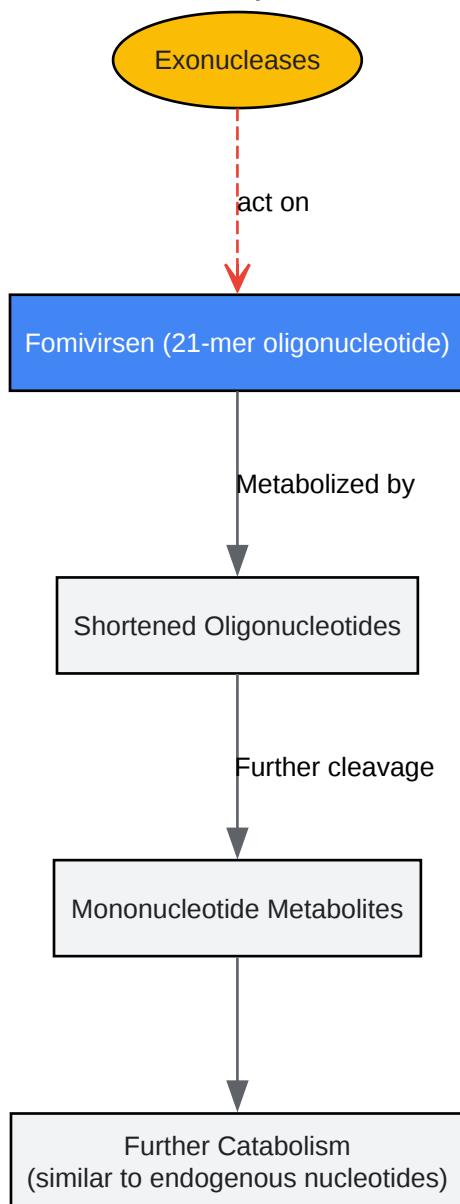 Exonucleases
act on
Fomivirsen (21-mer oligonucleotide)
Metabolized by
Shortened Oligonucleotides
Further cleavage
Mononucleotide Metabolites
Further Catabolism
(similar to endogenous nucleotides)